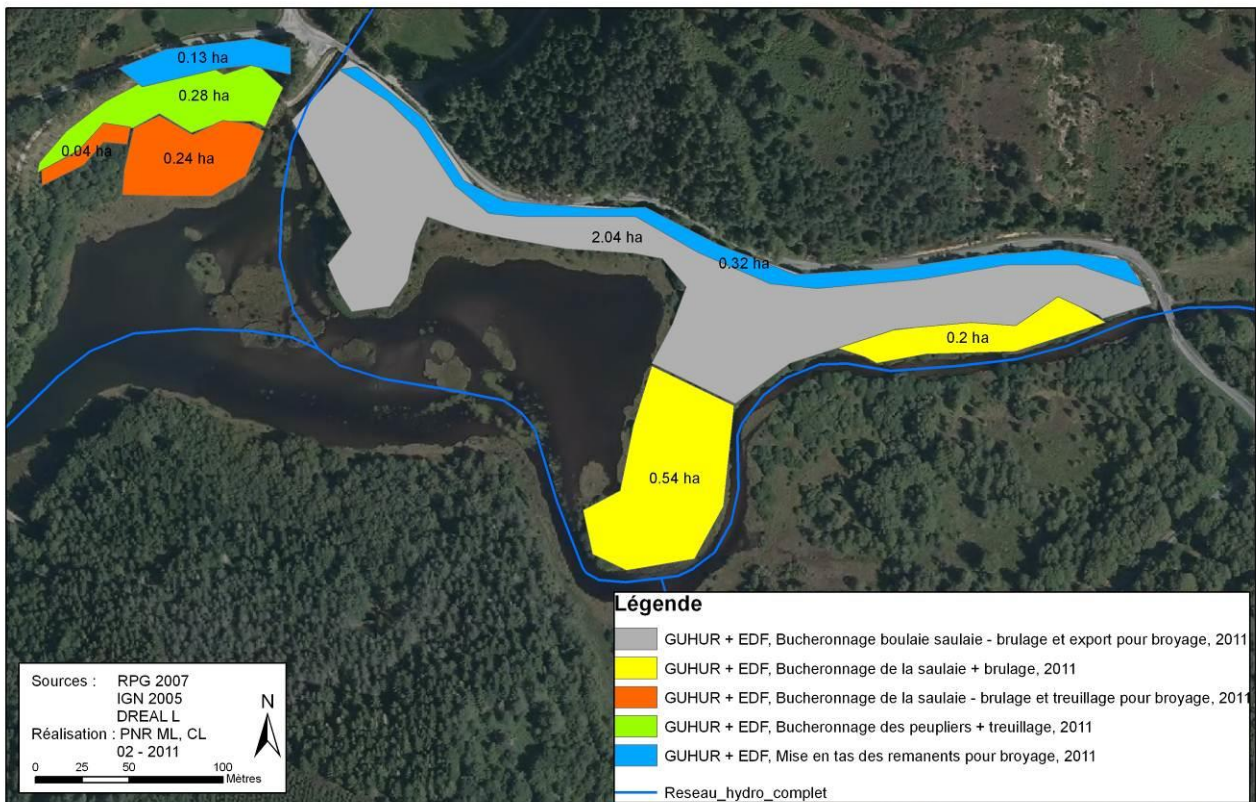 0.13 ha
0.28 ha
0.04 ha
0.24 ha
2.04 ha
0.32 ha
0.2 ha
0.54 ha
Légende
GUHUR + EDF, Bucheronnage boulaie saulaie - brulage et export pour broyage, 2011
GUHUR + EDF, Bucheronnage de la saulaie + brulage, 2011
GUHUR + EDF, Bucheronnage de la saulaie - brulage et treuillage pour broyage, 2011
GUHUR + EDF, Bucheronnage des peupliers + treuillage, 2011
GUHUR + EDF, Mise en tas des remanents pour broyage, 2011
Reseau_hydro_complet
Sources : RPG 2007
IGN 2005
DREAL L
Réalisation : PNR ML, CL
02 - 2011
N
0 25 50 100
Mètres